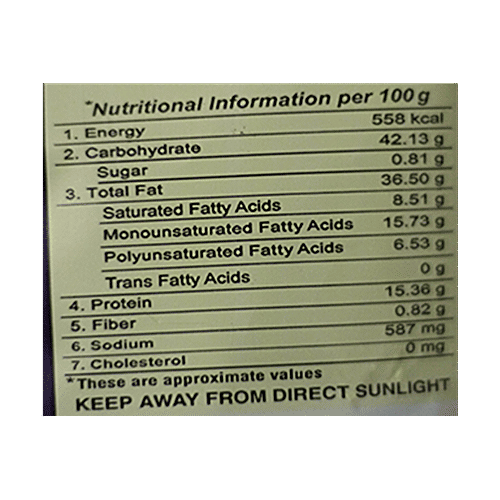 *Nutritional Information per 100 g
1. Energy 558 kcal
2. Carbohydrate 42.13 g
Sugar 0.81 g
3. Total Fat 36.50 g
Saturated Fatty Acids 8.51 g
Monounsaturated Fatty Acids 15.73 g
Polyunsaturated Fatty Acids 6.53 g
Trans Fatty Acids 0 g
4. Protein 15.36 g
5. Fiber 0.82 g
6. Sodium 587 mg
7. Cholesterol 0 mg
*These are approximate values
KEEP AWAY FROM DIRECT SUNLIGHT